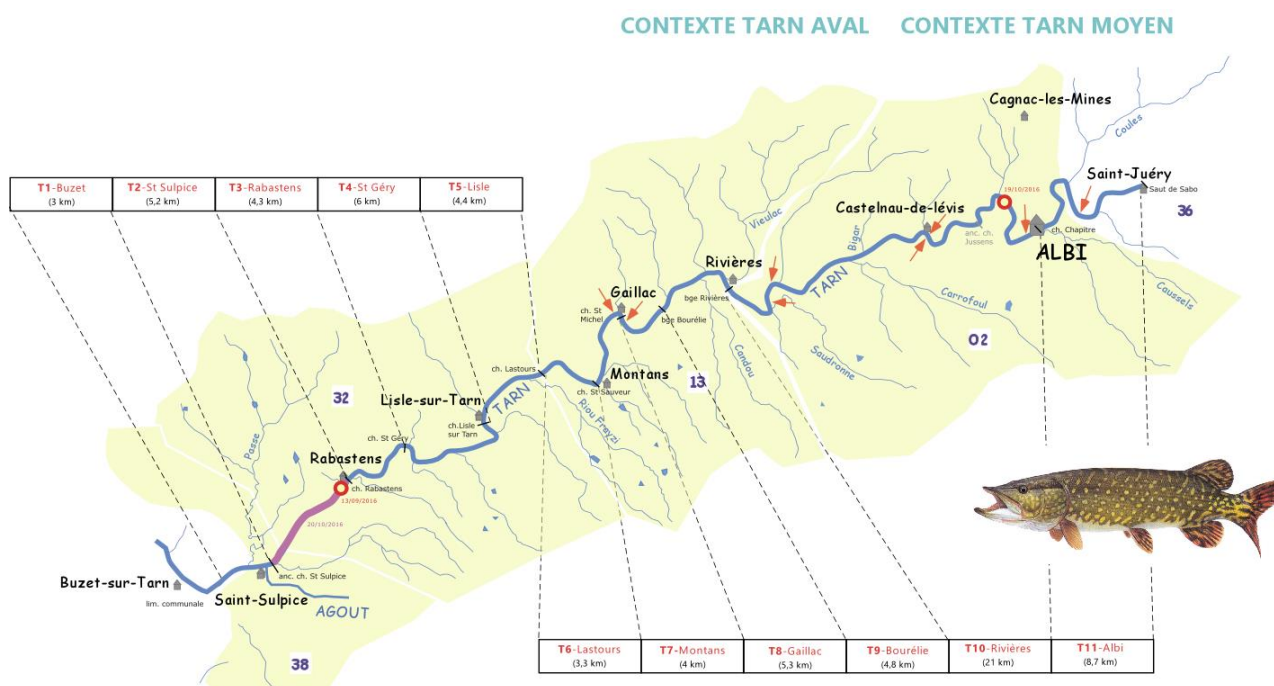 CONTEXTE TARN AVAL
CONTEXTE TARN MOYEN
Cagnac-les-Mines
Coules
Saint-Juéry
Saut de Sabo
36
T1-Buzet
(3 km)
T2-St Sulpice
(5,2 km)
T3-Rabastens
(4,3 km)
T4-St Géry
(6 km)
T5-Lisle
(4,4 km)
19/10/2016
Castelnau-de-lévis
Vieulac
anc. ch.
Jussens
ch. Chapitre
ALBI
Bigar
Rivières
TARN
Gaillac
bge Rivières
Carrofoul
Caussels
ch. St
Michel
bge Bourélie
02
Candou
Saudronne
ch. Lastours
Montans
ch. St Sauveur
13
32
Lisle-sur-Tarn
TARN
ch.Lisle
sur Tarn
Riou Frayzi
Passe
ch. St Géry
Rabastens
ch. Rabastens
13/09/2016
20/10/2016
Buzet-sur-Tarn
anc. ch. St Sulpice
lim. communale
Saint-Sulpice
AGOUT
38
T6-Lastours
(3,3 km)
T7-Montans
(4 km)
T8-Gaillac
(5,3 km)
T9-Bourélie
(4,8 km)
T10-Rivières
(21 km)
T11-Albi
(8,7 km)